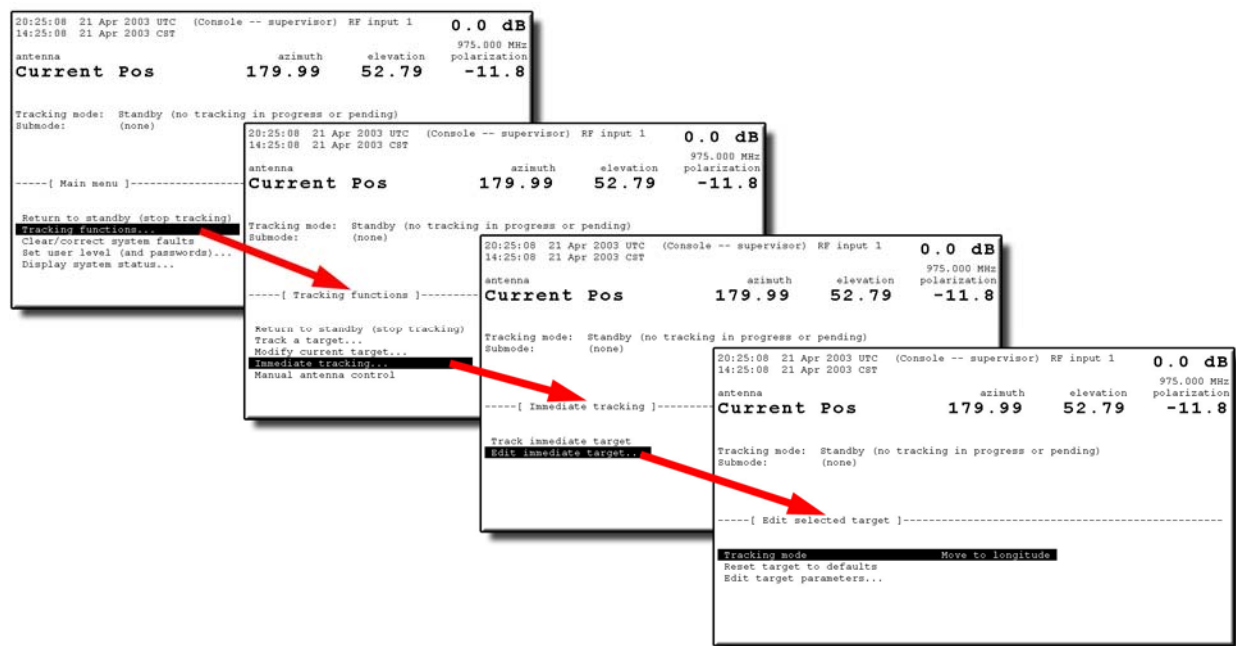 20:25:08 21 Apr 2003 UTC (Console -- supervisor) RF input 1 0.0 dB
14:25:08 21 Apr 2003 CST
975.000 MHz
antenna azimuth elevation polarization
Current Pos 179.99 52.79 -11.8
Tracking mode: Standby (no tracking in progress or pending)
Submode: (none)
-----[ Main menu ]-----------------
Return to standby (stop tracking)
Tracking functions...
Clear/correct system faults
Set user level (and passwords)...
Display system status...
20:25:08 21 Apr 2003 UTC (Console -- supervisor) RF input 1 0.0 dB
14:25:08 21 Apr 2003 CST
975.000 MHz
antenna azimuth elevation polarization
Current Pos 179.99 52.79 -11.8
Tracking mode: Standby (no tracking in progress or pending)
Submode: (none)
-----[ Tracking functions ]---------
Return to standby (stop tracking)
Track a target...
Modify current target...
Immediate tracking...
Manual antenna control
20:25:08 21 Apr 2003 UTC (Console -- supervisor) RF input 1 0.0 dB
14:25:08 21 Apr 2003 CST
975.000 MHz
antenna azimuth elevation polarization
Current Pos 179.99 52.79 -11.8
Tracking mode: Standby (no tracking in progress or pending)
Submode: (none)
-----[ Immediate tracking ]---------
Track immediate target
Edit immediate target...
20:25:08 21 Apr 2003 UTC (Console -- supervisor) RF input 1 0.0 dB
14:25:08 21 Apr 2003 CST
975.000 MHz
antenna azimuth elevation polarization
Current Pos 179.99 52.79 -11.8
Tracking mode: Standby (no tracking in progress or pending)
Submode: (none)
-----[ Edit selected target ]---------------------------------------------------
Tracking mode Move to longitude
Reset target to defaults
Edit target parameters...